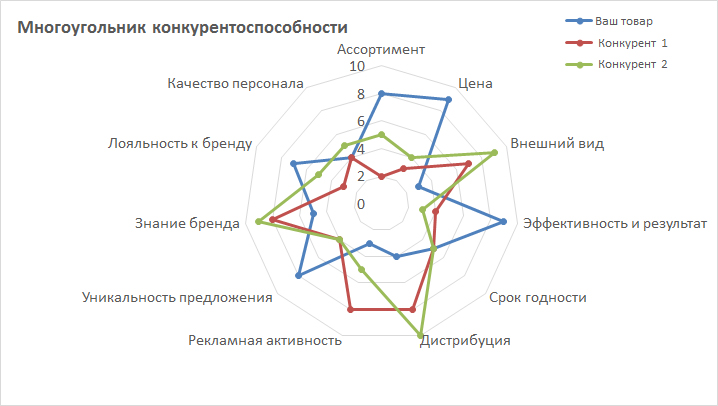 Многоугольник конкурентоспособности
Ваш товар
Конкурент 1
Конкурент 2
Ассортимент
10
Качество персонала
Цена
8
6
Лояльность к бренду
Внешний вид
4
2
0
Знание бренда
Эффективность и результат
Уникальность предложения
Срок годности
Рекламная активность
Дистрибуция